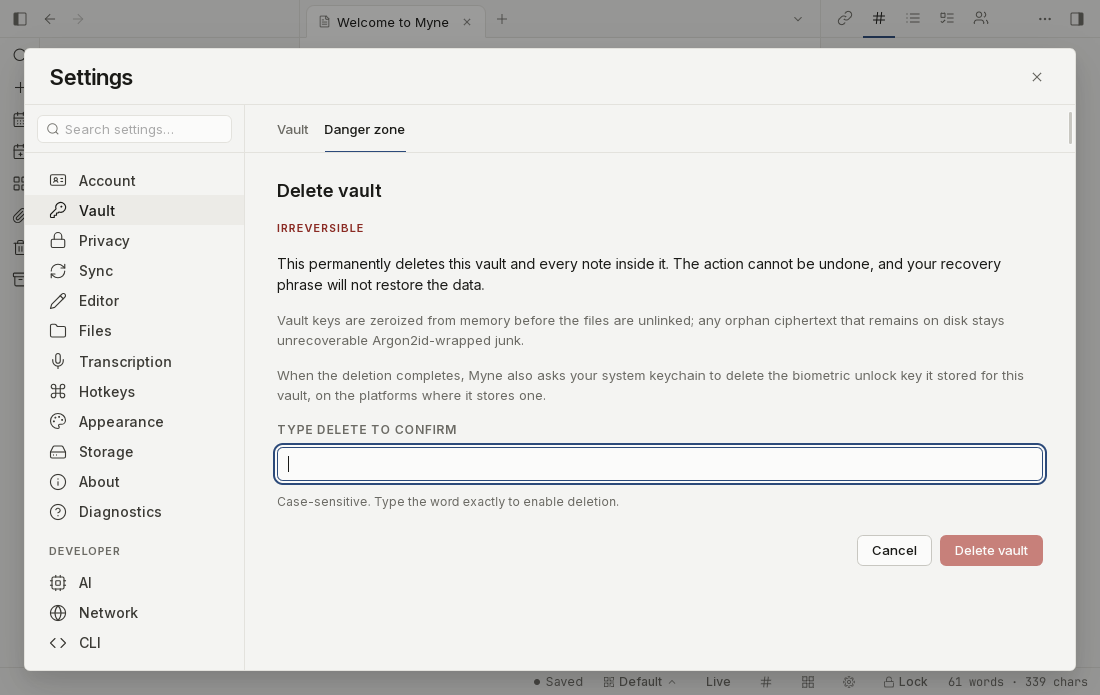 Welcome to Myne
Settings
Search settings...
Vault
Danger zone
Account
Vault
Privacy
Sync
Editor
Files
Transcription
Hotkeys
Appearance
Storage
About
Diagnostics
DEVELOPER
AI
Network
CLI
Delete vault
IRREVERSIBLE
This permanently deletes this vault and every note inside it. The action cannot be undone, and your recovery
phrase will not restore the data.
Vault keys are zeroized from memory before the files are unlinked; any orphan ciphertext that remains on disk stays
unrecoverable Argon2id-wrapped junk.
When the deletion completes, Myne also asks your system keychain to delete the biometric unlock key it stored for this
vault, on the platforms where it stores one.
TYPE DELETE TO CONFIRM
Case-sensitive. Type the word exactly to enable deletion.
Cancel
Delete vault
Saved
Default
Live
Lock
61 words · 339 chars